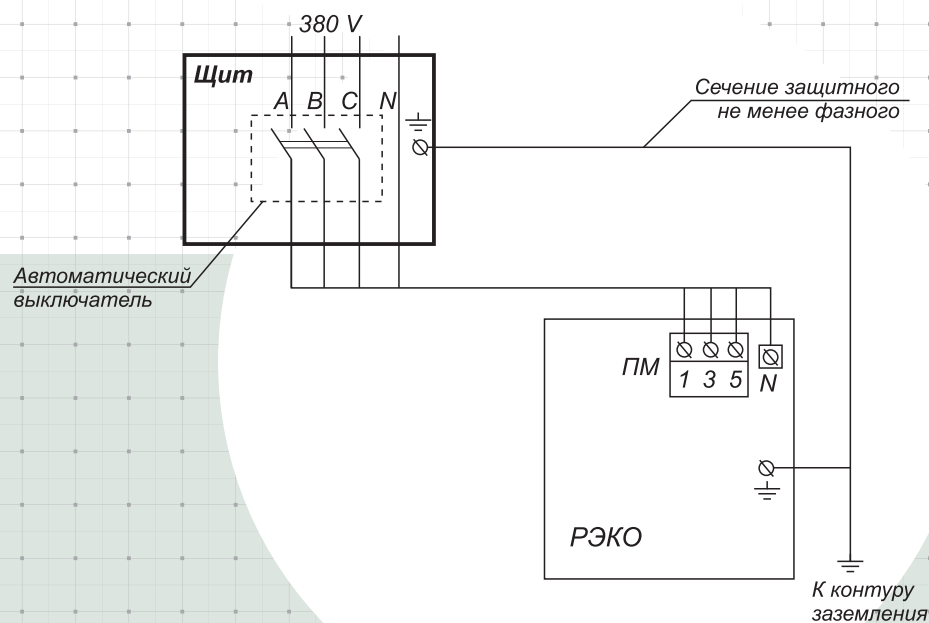 380 V
Щит
A B C N
Сечение защитного
не менее фазного
Автоматический
выключатель
ПМ
1 3 5 N
РЭКО
К контуру
заземления